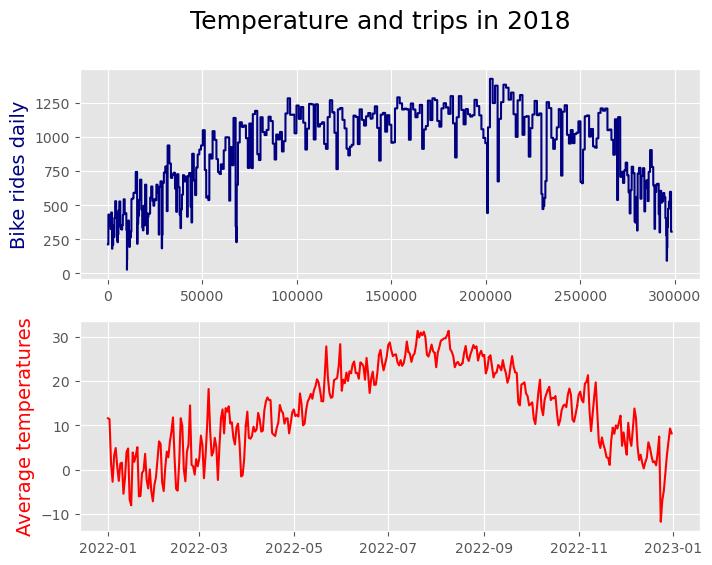 Temperature and trips in 2018
Bike rides daily
1250
1000
750
500
250
0
0 50000 100000 150000 200000 250000 300000
Average temperatures
30
20
10
0
−10
2022-01 2022-03 2022-05 2022-07 2022-09 2022-11 2023-01